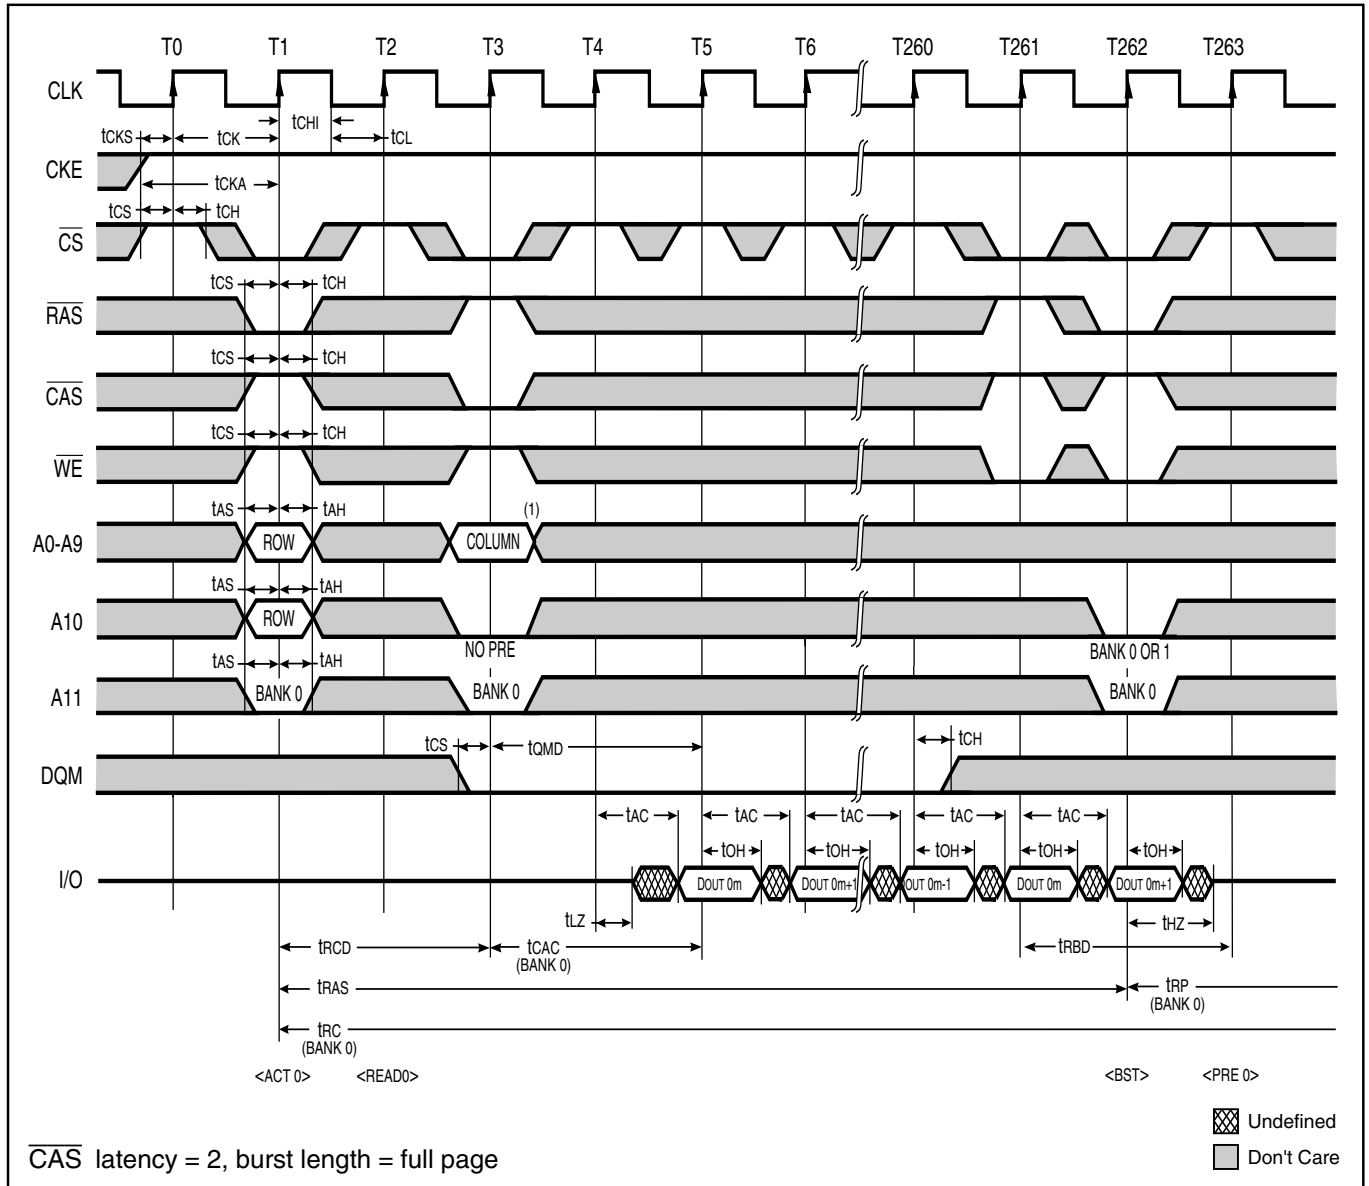 T0 T1 T2 T3 T4 T5 T6 T260 T261 T262 T263
CLK
tCHI
tCKS tCK tCL
CKE
tCKA
tCS tCH
CS
tCS tCH
RAS
tCS tCH
CAS
tCS tCH
WE
tAS tAH (1)
A0-A9 ROW COLUMN
tAS tAH
A10 ROW
NO PRE BANK 0 OR 1
tAS tAH
A11 BANK 0 BANK 0 BANK 0
tCS tQMD tCH
DQM
tAC tAC tAC tAC tAC
tOH tOH tOH tOH tOH
I/O DOUT 0m DOUT 0m+1 OUT 0m-1 DOUT 0m DOUT 0m+1
tLZ tHZ
tRCD tCAC tRBD
(BANK 0)
tRAS tRP
(BANK 0)
tRC
(BANK 0)
<ACT 0> <READ0> <BST> <PRE 0>
Undefined
Don't Care
CAS latency = 2, burst length = full page